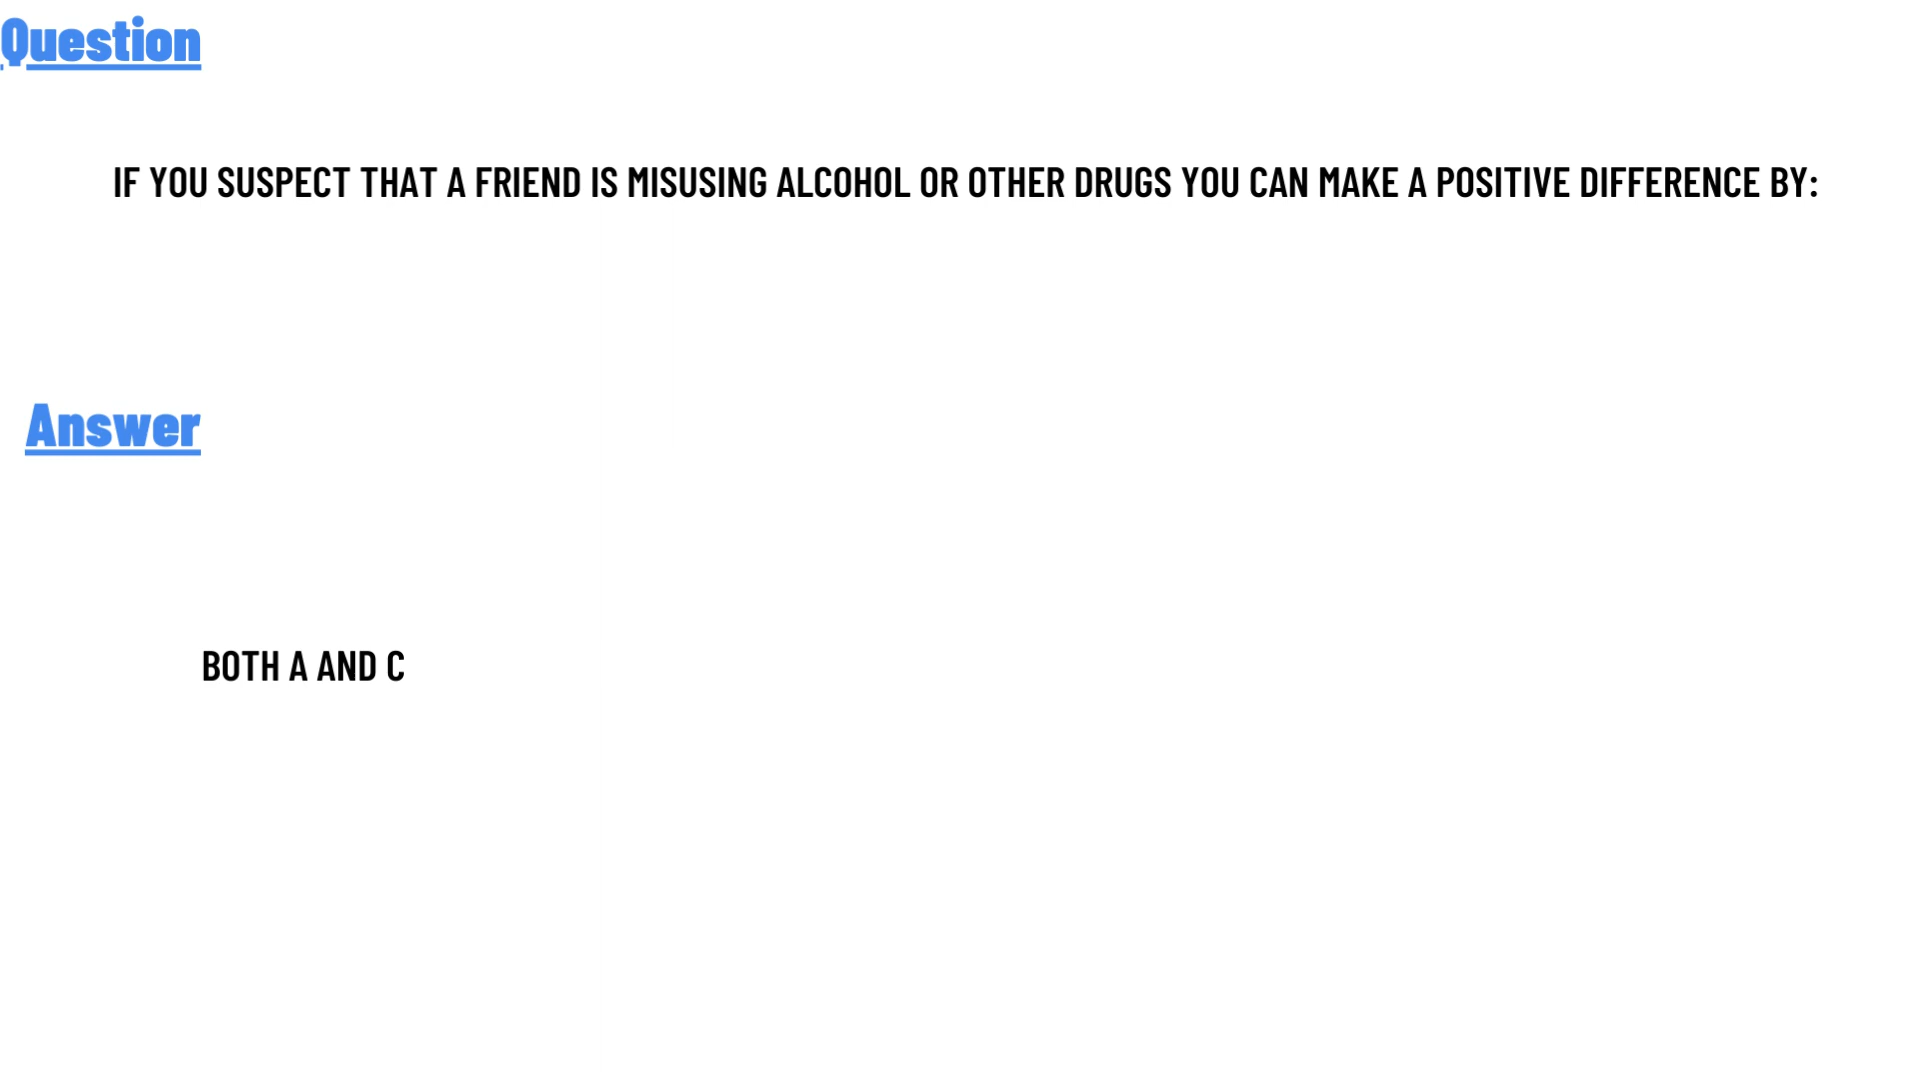 Question
IF YOU SUSPECT THAT A FRIEND IS MISUSING ALCOHOL OR OTHER DRUGS YOU CAN MAKE A POSITIVE DIFFERENCE BY:
Answer
BOTH A AND C